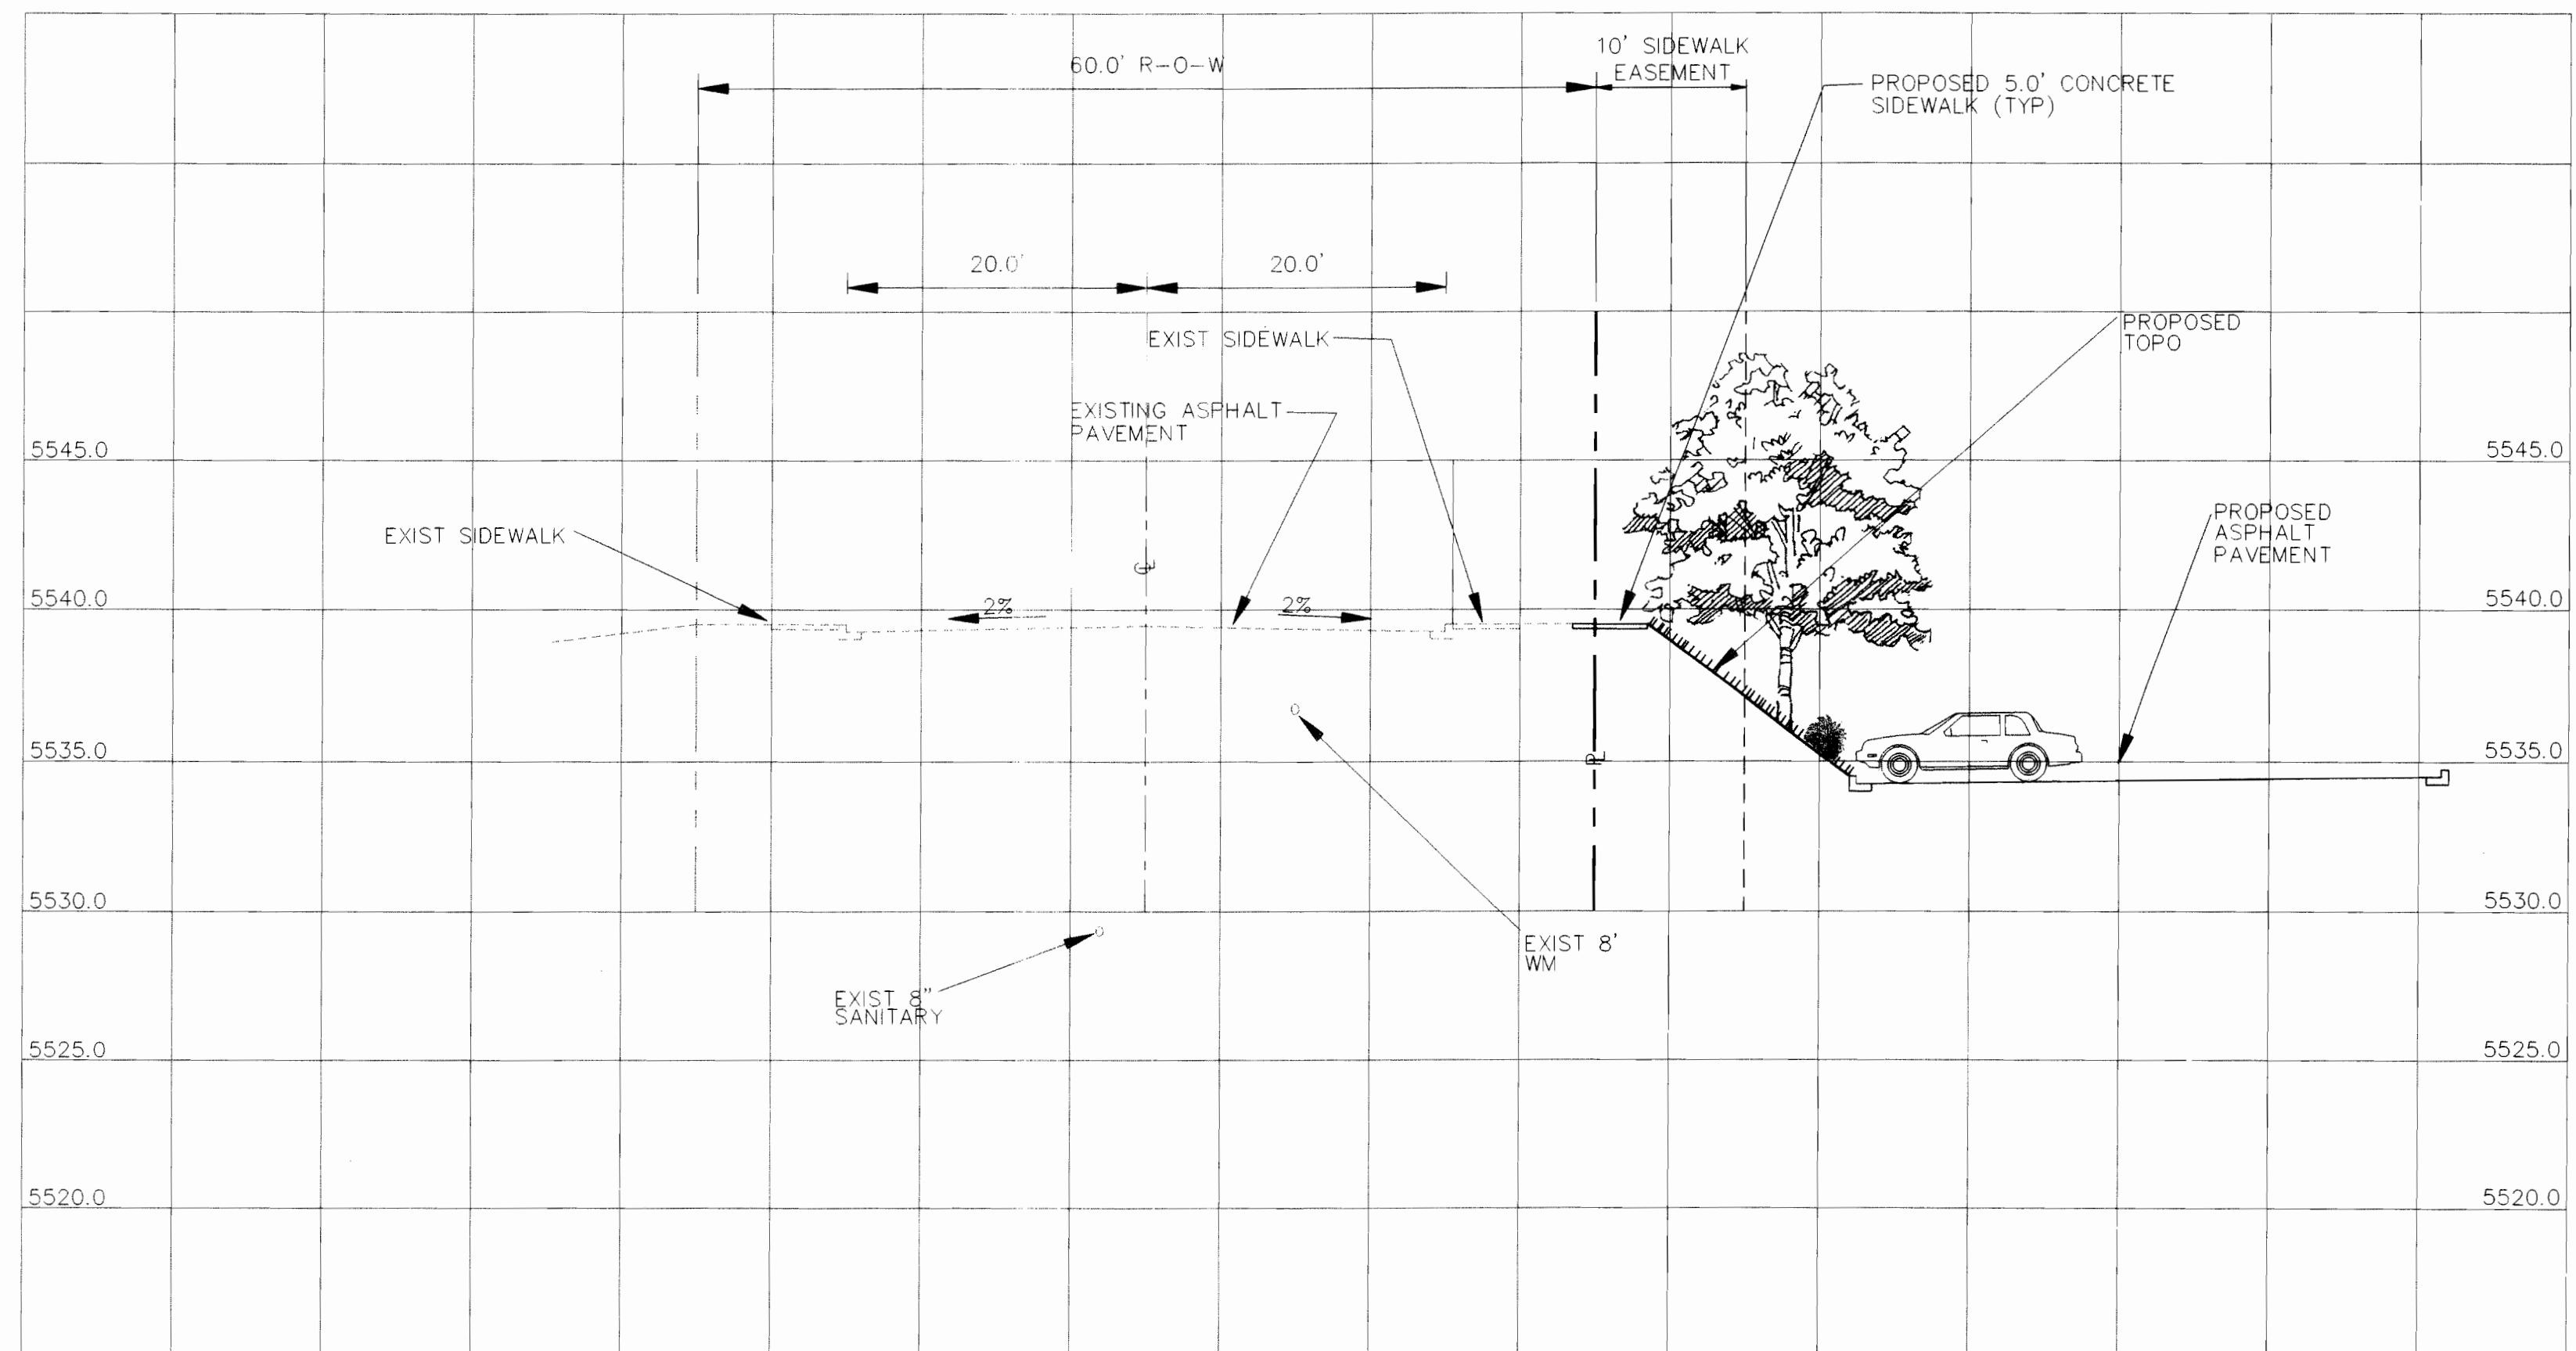 60.0' R-O-W
10' SIDEWALK
EASEMENT
PROPOSED 5.0' CONCRETE
SIDEWALK (TYP)
20.0'
20.0'
EXIST SIDEWALK
PROPOSED
TOPO
EXISTING ASPHALT
PAVEMENT
5545.0
5545.0
EXIST SIDEWALK
PROPOSED
ASPHALT
PAVEMENT
CL
5540.0
2%
2%
5540.0
5535.0
PL
5535.0
5530.0
5530.0
EXIST 8'
WM
EXIST 8"
SANITARY
5525.0
5525.0
5520.0
5520.0